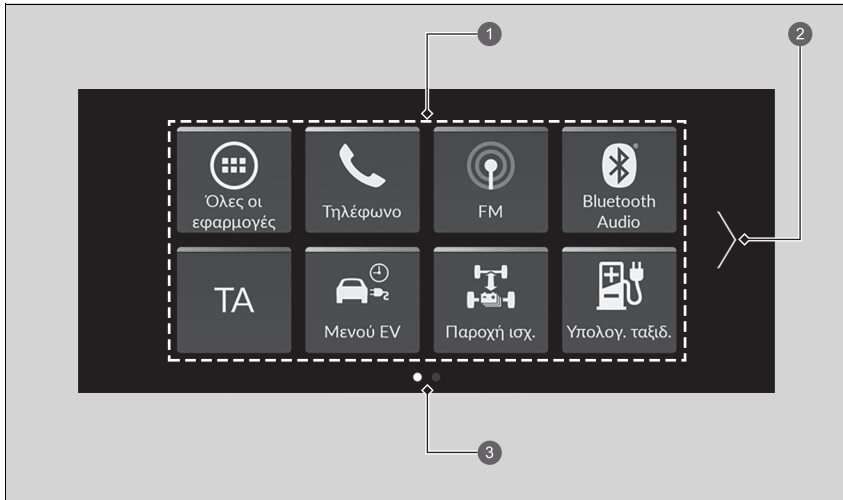 1
2
Όλες οι
εφαρμογές
Τηλέφωνο
FM
Bluetooth
Audio
TA
Μενού EV
Παροχή ισχ.
Υπολογ. ταξιδ.
3